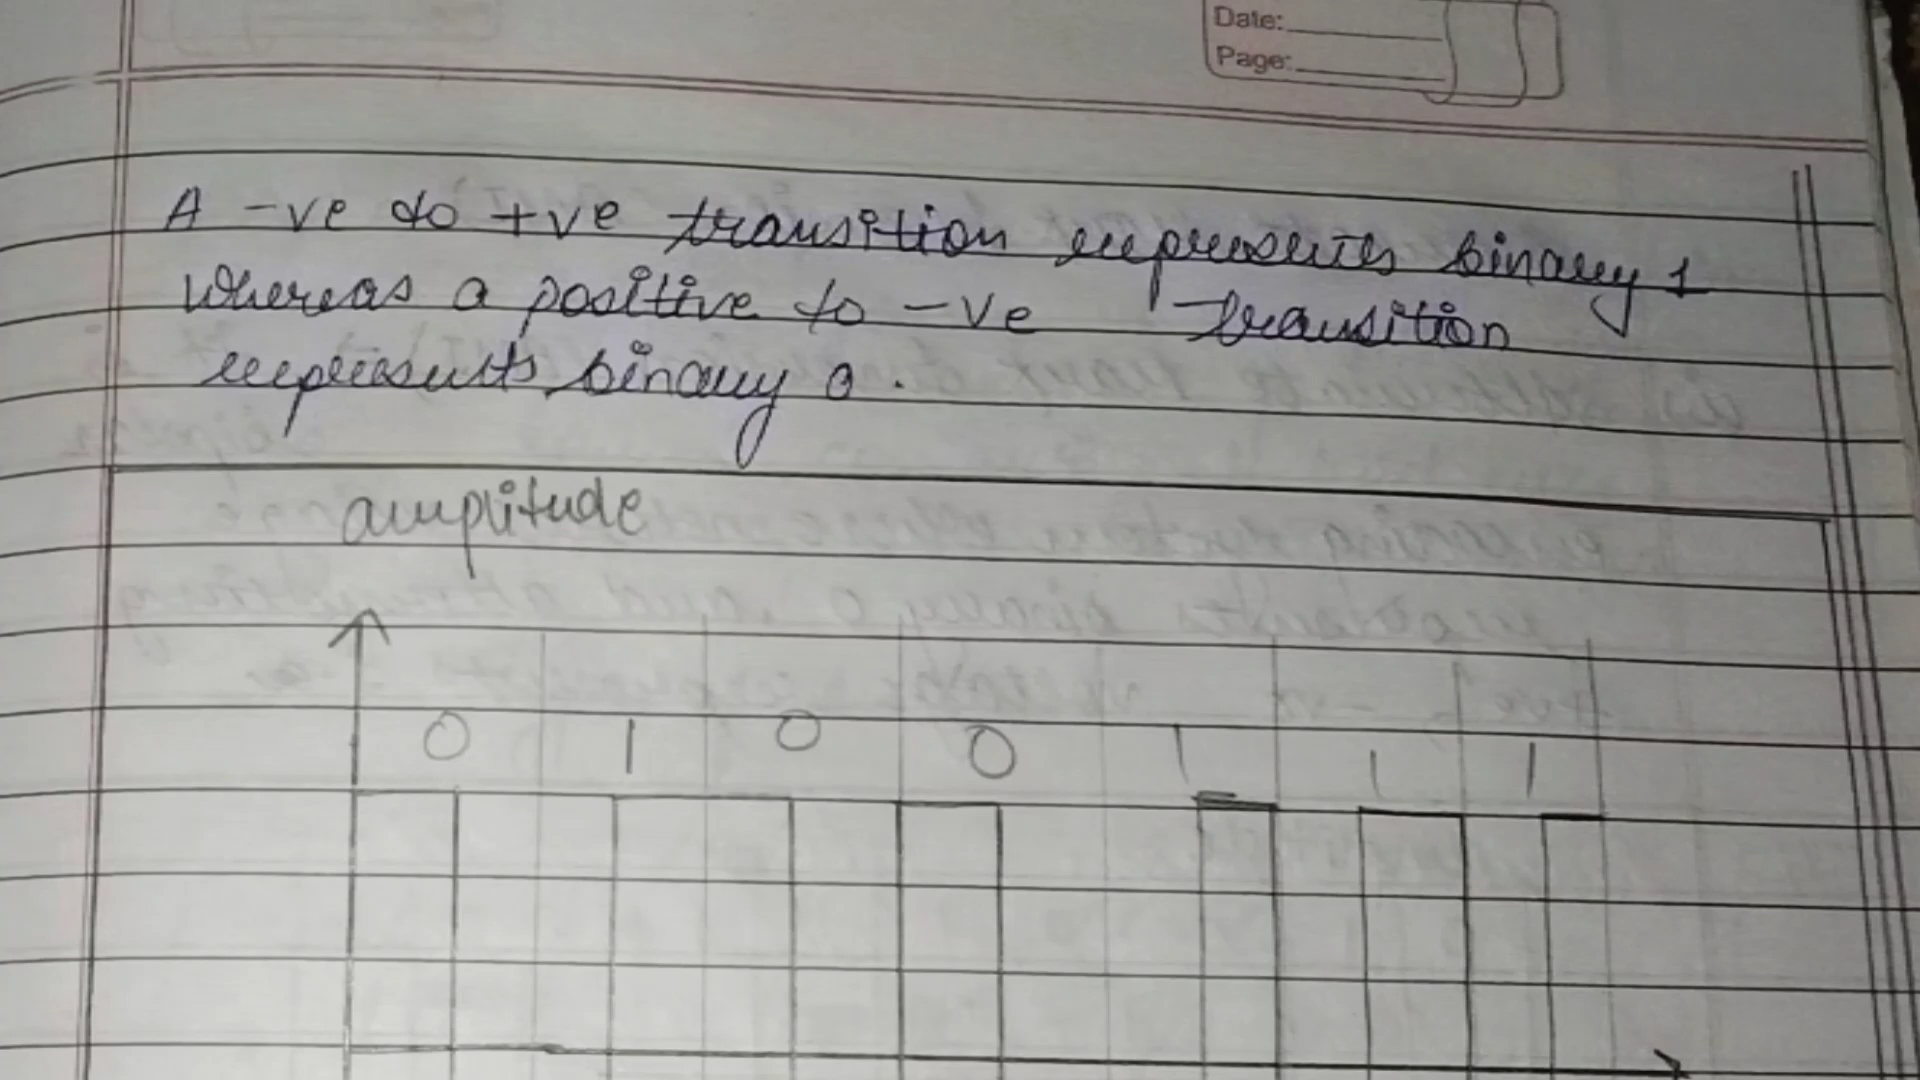 Date:
Page:
A -ve to +ve transition represents binary 1
whereas a positive to -ve transition
represents binary 0.
amplitude
0 1 0 0 1 1 1